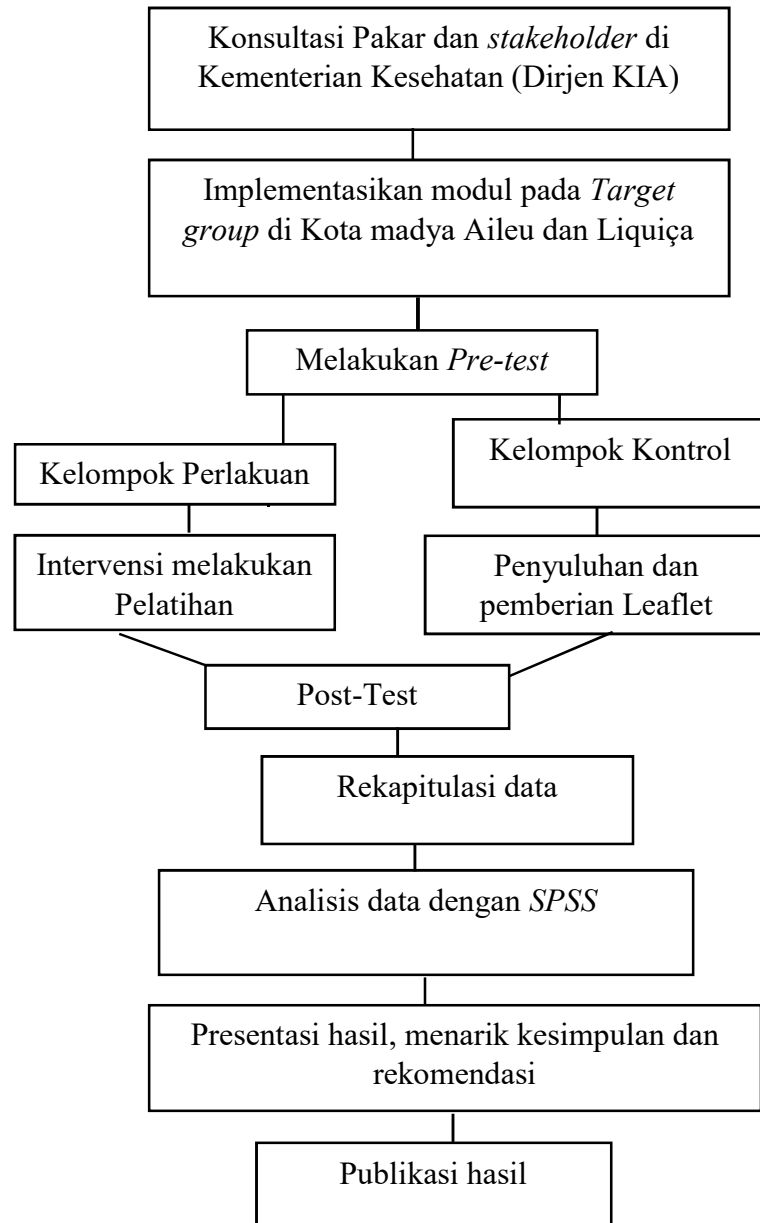 Konsultasi Pakar dan stakeholder di
Kementerian Kesehatan (Dirjen KIA)
Implementasikan modul pada Target
group di Kota madya Aileu dan Liquiça
Melakukan Pre-test
Kelompok Perlakuan
Kelompok Kontrol
Intervensi melakukan
Pelatihan
Penyuluhan dan
pemberian Leaflet
Post-Test
Rekapitulasi data
Analisis data dengan SPSS
Presentasi hasil, menarik kesimpulan dan
rekomendasi
Publikasi hasil